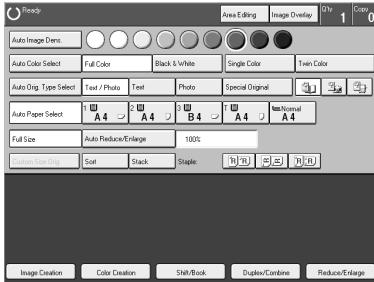 Ready
Area Editing
Image Overlay
Q'ty 1
Copy 0
Auto Image Dens.
Auto Color Select
Full Color
Black & White
Single Color
Twin Color
Auto Orig. Type Select
Text / Photo
Text
Photo
Special Original
Auto Paper Select
1 A4
2 A4
3 B4
T A4
Normal A4
Full Size
Auto Reduce/Enlarge
100%
Custom Size Orig.
Sort
Stack
Staple:
Image Creation
Color Creation
Shift/Book
Duplex/Combine
Reduce/Enlarge